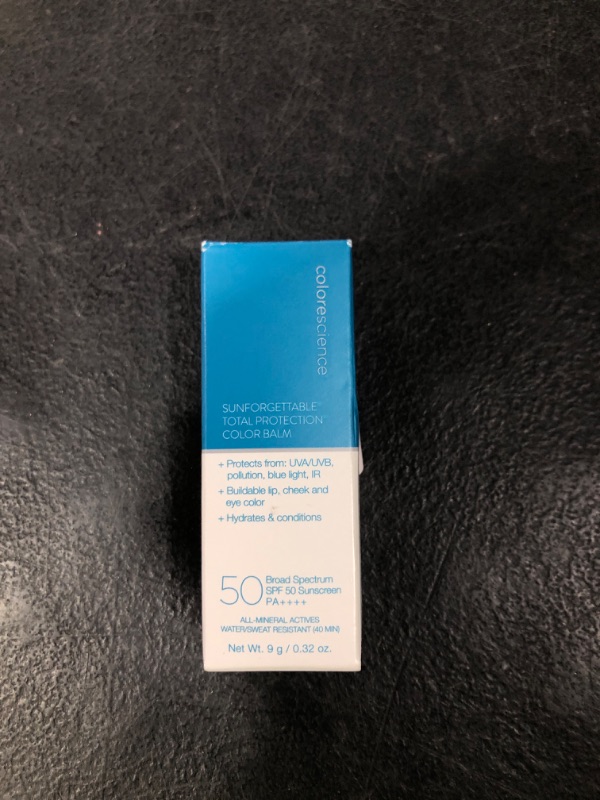 colorescience
SUNFORGETTABLE™
TOTAL PROTECTION™
COLOR BALM
+ Protects from: UVA/UVB,
pollution, blue light, IR
+ Buildable lip, cheek and
eye color
+ Hydrates & conditions
50
Broad Spectrum
SPF 50 Sunscreen
PA++++
ALL-MINERAL ACTIVES
WATER/SWEAT RESISTANT (40 MIN)
Net Wt. 9 g / 0.32 oz.